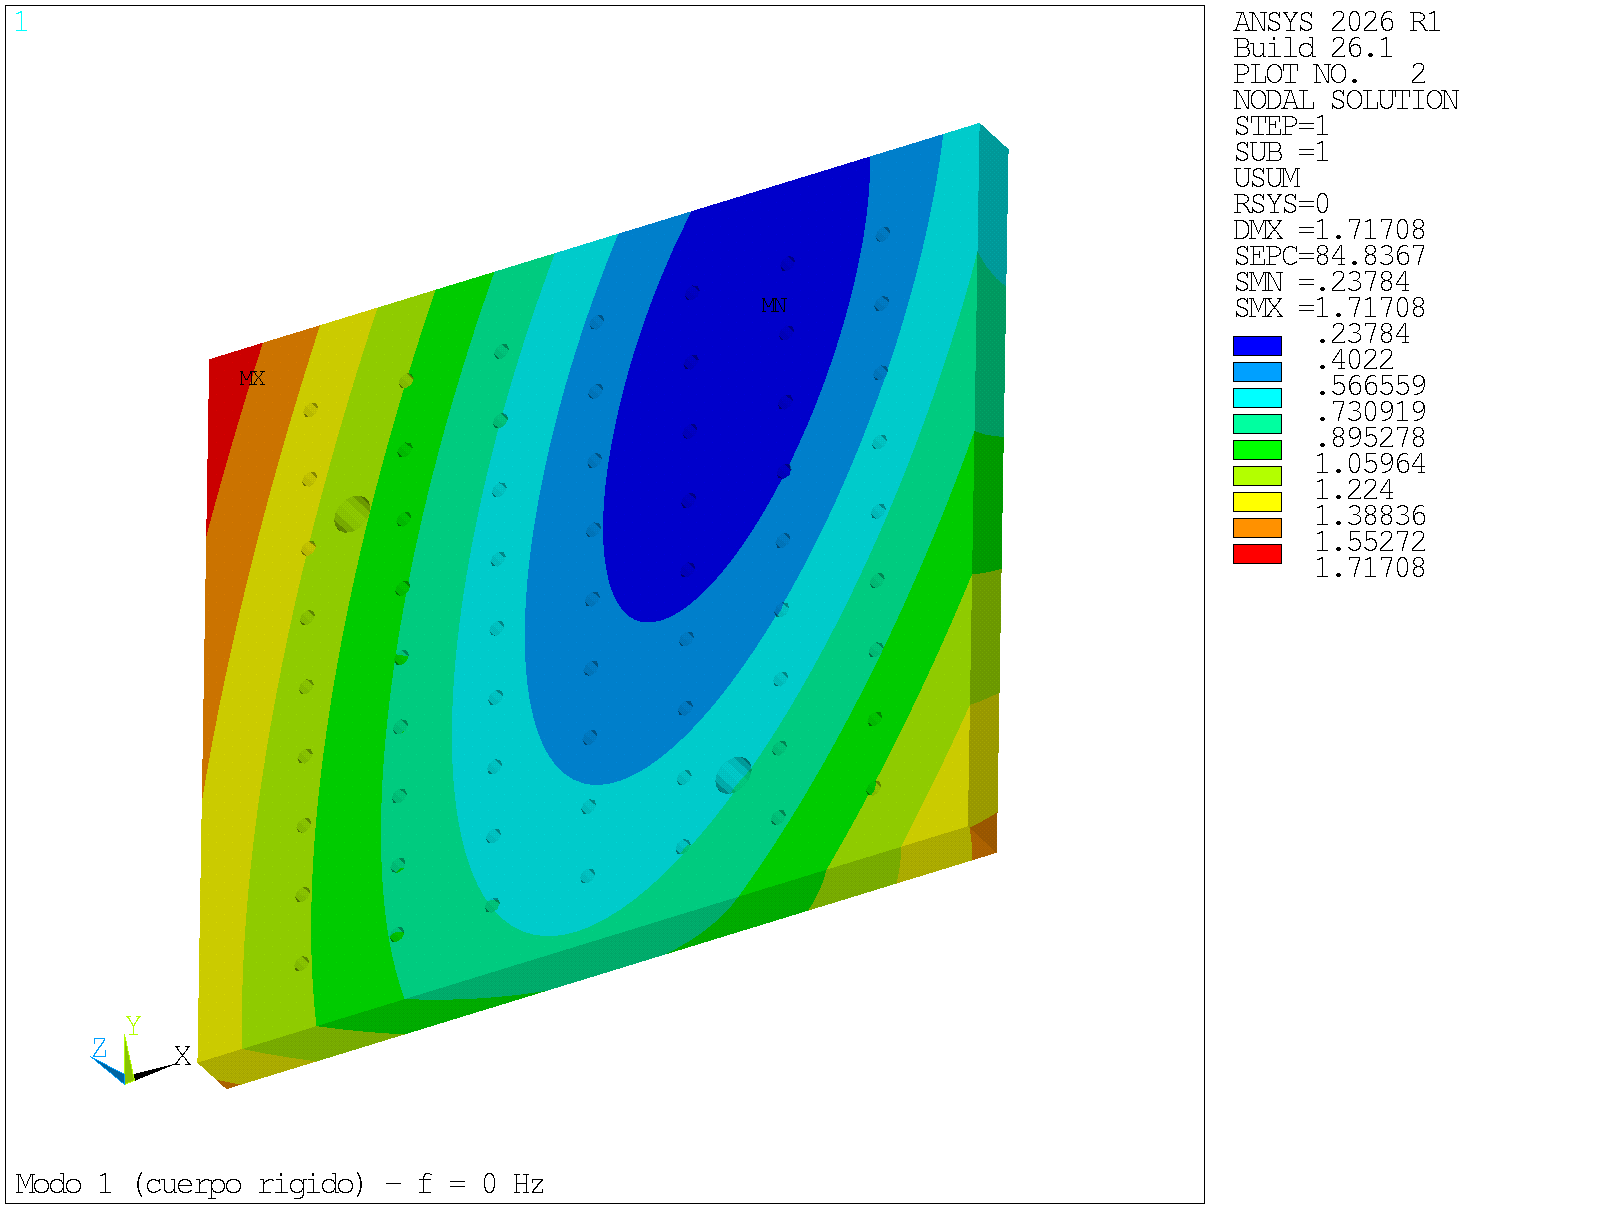 1
ANSYS 2026 R1
Build 26.1
PLOT NO. 2
NODAL SOLUTION
STEP=1
SUB =1
USUM
RSYS=0
DMX =1.71708
SEPC=84.8367
SMN =.23784
SMX =1.71708
.23784
.4022
.566559
.730919
.895278
1.05964
1.224
1.38836
1.55272
1.71708
MN
MX
Y
Z
X
Modo 1 (cuerpo rigido) − f = 0 Hz